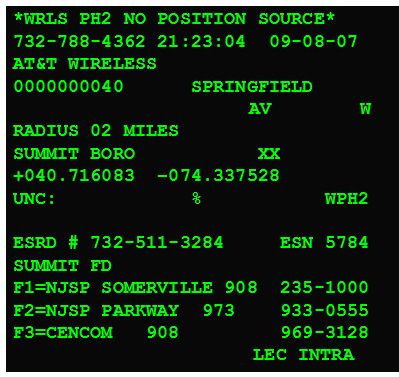 *WRLS PH2 NO POSITION SOURCE*
732-788-4362 21:23:04 09-08-07
AT&T WIRELESS
0000000040 SPRINGFIELD
AV W
RADIUS 02 MILES
SUMMIT BORO XX
+040.716083 -074.337528
UNC: % WPH2
ESRD # 732-511-3284 ESN 5784
SUMMIT FD
F1=NJSP SOMERVILLE 908 235-1000
F2=NJSP PARKWAY 973 933-0555
F3=CENCOM 908 969-3128
LEC INTRA